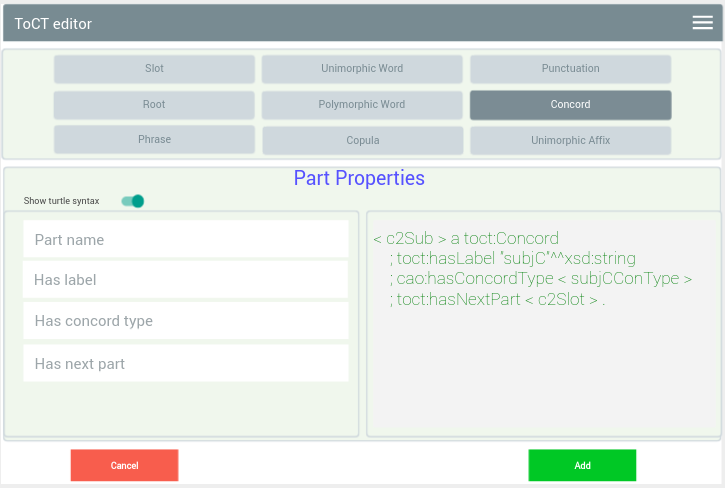 ToCT editor
Slot
Unimorphic Word
Punctuation
Root
Polymorphic Word
Concord
Phrase
Copula
Unimorphic Affix
Part Properties
Show turtle syntax
Part name
Has label
Has concord type
Has next part
< c2Sub > a toct:Concord
; toct:hasLabel "subjC"^^xsd:string
; cao:hasConcordType < subjCConType >
; toct:hasNextPart < c2Slot > .
Cancel
Add